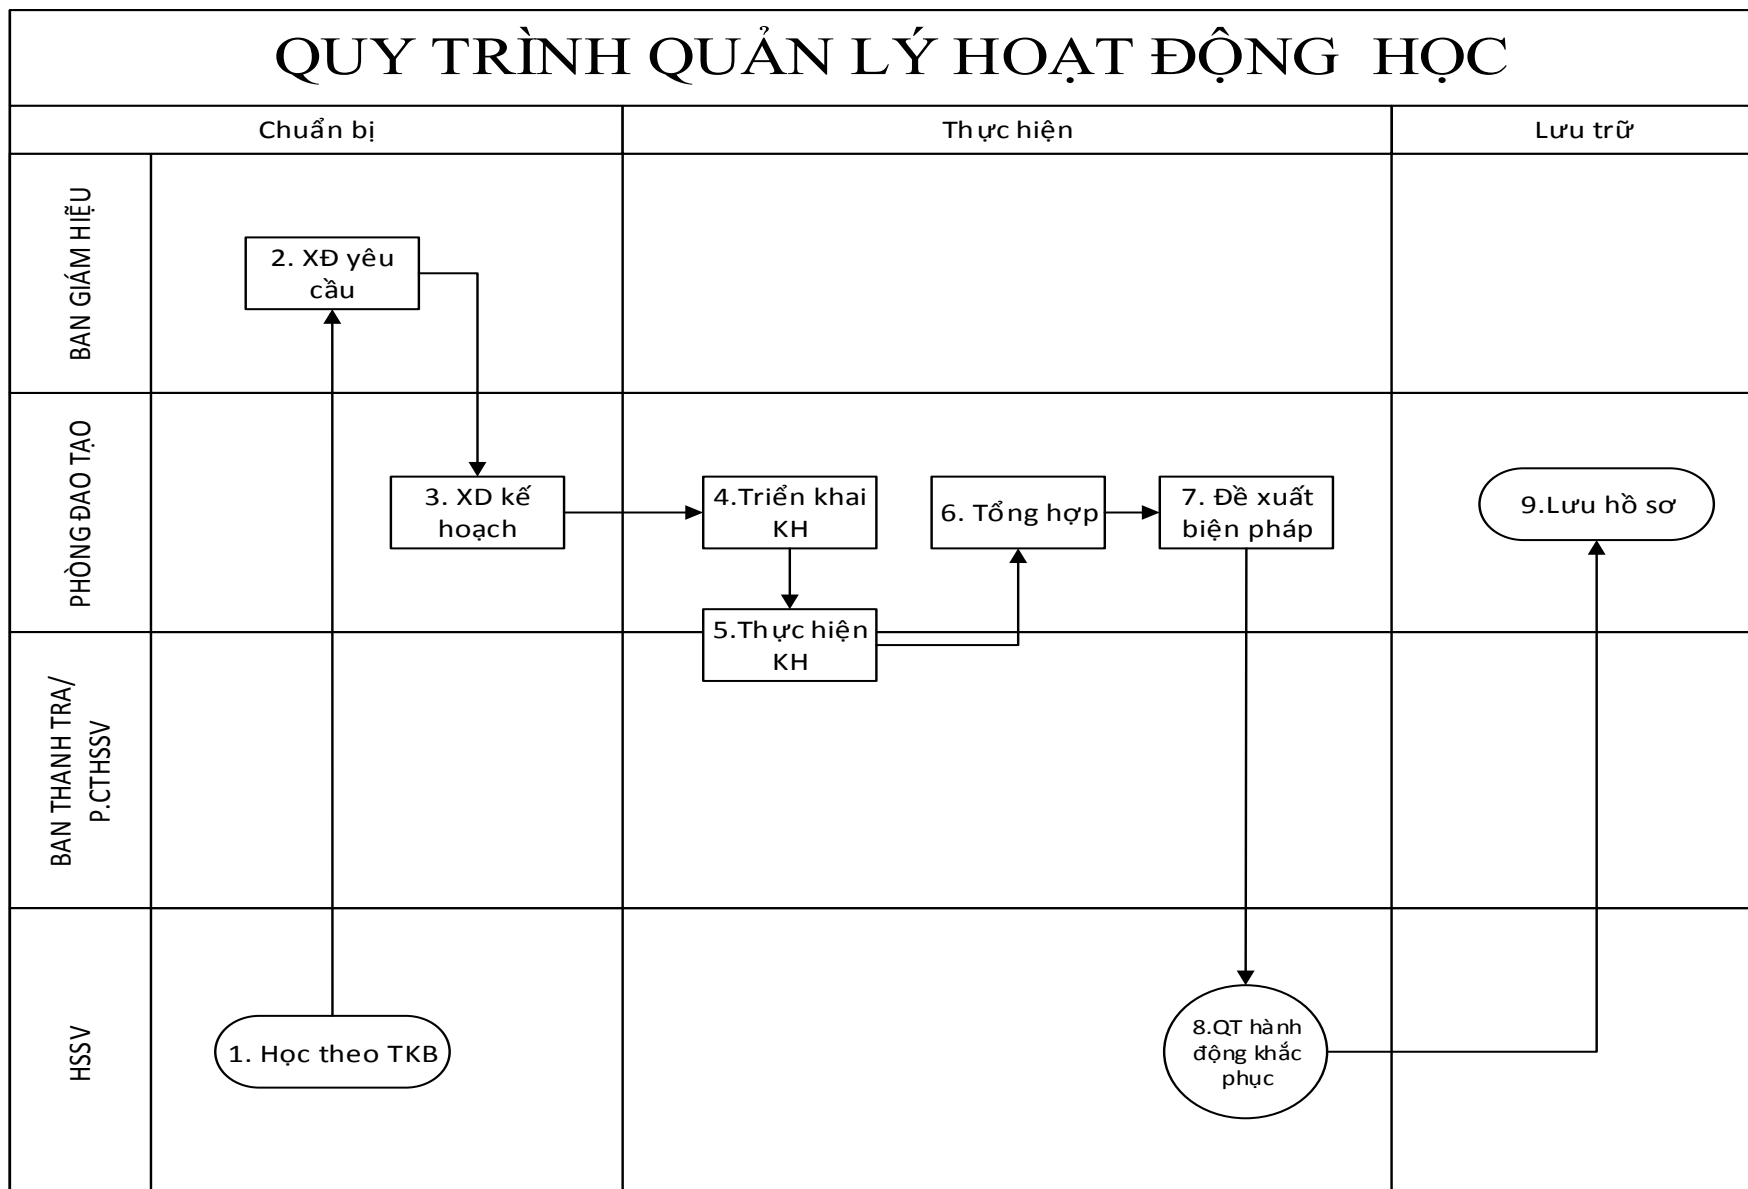 QUY TRÌNH QUẢN LÝ HOẠT ĐỘNG HỌC
Chuẩn bị
Thực hiện
Lưu trữ
BAN GIÁM HIỆU
2. XĐ yêu
cầu
PHÒNG ĐAO TẠO
3. XD kế
hoạch
4.Triển khai
KH
6. Tổng hợp
7. Đề xuất
biện pháp
9.Lưu hồ sơ
5.Thực hiện
KH
BAN THANH TRA/
P.CTHSSV
HSSV
1. Học theo TKB
8.QT hành
động khắc
phục